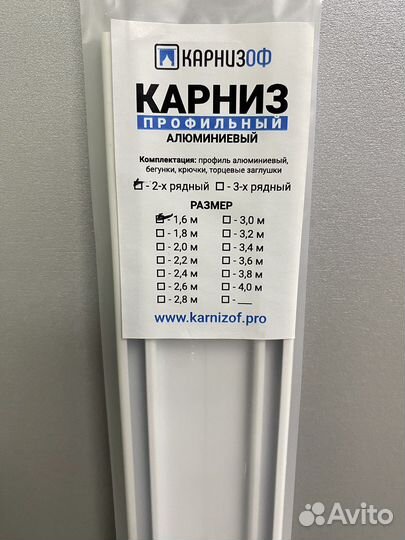 КАРНИЗОФ
КАРНИЗ
ПРОФИЛЬНЫЙ
АЛЮМИНИЕВЫЙ
Комплектация: профиль алюминиевый,
бегунки, крючки, торцевые заглушки
- 2-х рядный - 3-х рядный
РАЗМЕР
- 1,6 м - 3,0 м
- 1,8 м - 3,2 м
- 2,0 м - 3,4 м
- 2,2 м - 3,6 м
- 2,4 м - 3,8 м
- 2,6 м - 4,0 м
- 2,8 м - ___
www.karnizof.pro
Avito